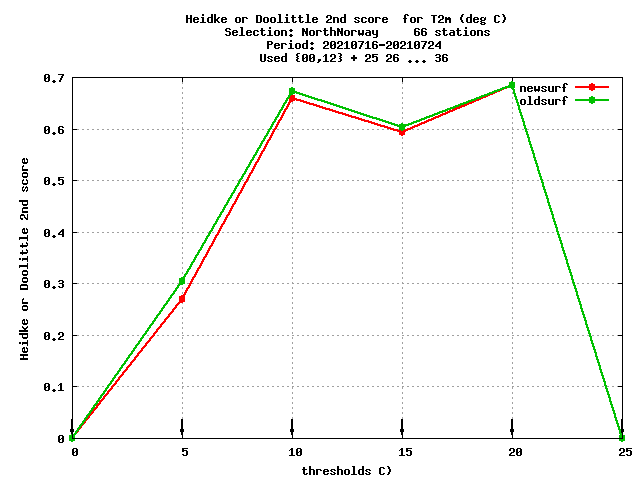 Heidke or Doolittle 2nd score  for T2m (deg C)
Selection: NorthNorway     66 stations
Period: 20210716-20210724
Used {00,12} + 25 26 ... 36
newsurf
oldsurf
0.7
0.6
0.5
0.4
0.3
0.2
0.1
0
Heidke or Doolittle 2nd score
0 5 10 15 20 25
thresholds C)